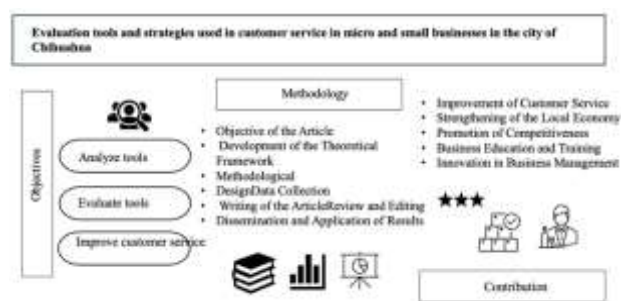 Evaluation tools and strategies used in customer service in micro and small businesses in the city of
Chihuahua
Objectives
Analyze tools
Evaluate tools
Improve customer service
Methodology
• Objective of the Article
• Development of the Theoretical
Framework
• Methodological
• DesignData Collection
• Writing of the ArticleReview and Editing
• Dissemination and Application of Results
• Improvement of Customer Service
• Strengthening of the Local Economy
• Promotion of Competitiveness
• Business Education and Training
• Innovation in Business Management
Contribution